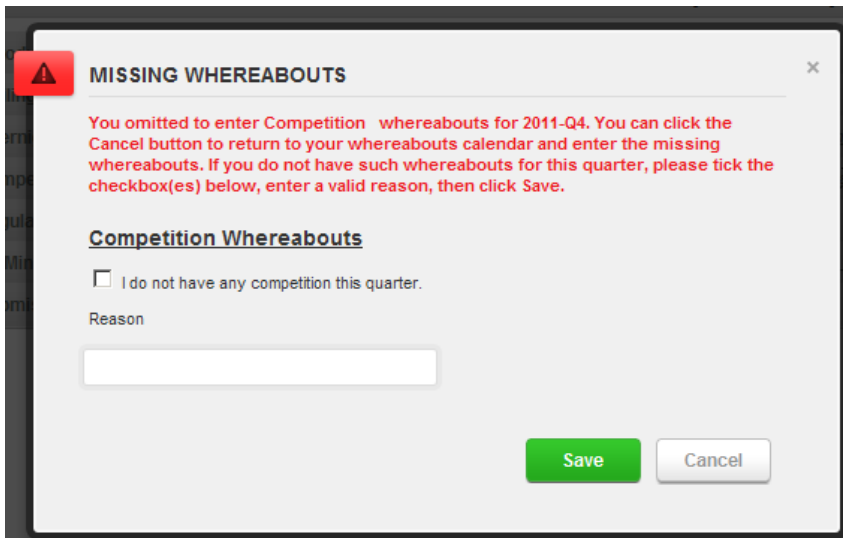 MISSING WHEREABOUTS
×
You omitted to enter Competition whereabouts for 2011-Q4. You can click the
Cancel button to return to your whereabouts calendar and enter the missing
whereabouts. If you do not have such whereabouts for this quarter, please tick the
checkbox(es) below, enter a valid reason, then click Save.
Competition Whereabouts
I do not have any competition this quarter.
Reason
Save
Cancel